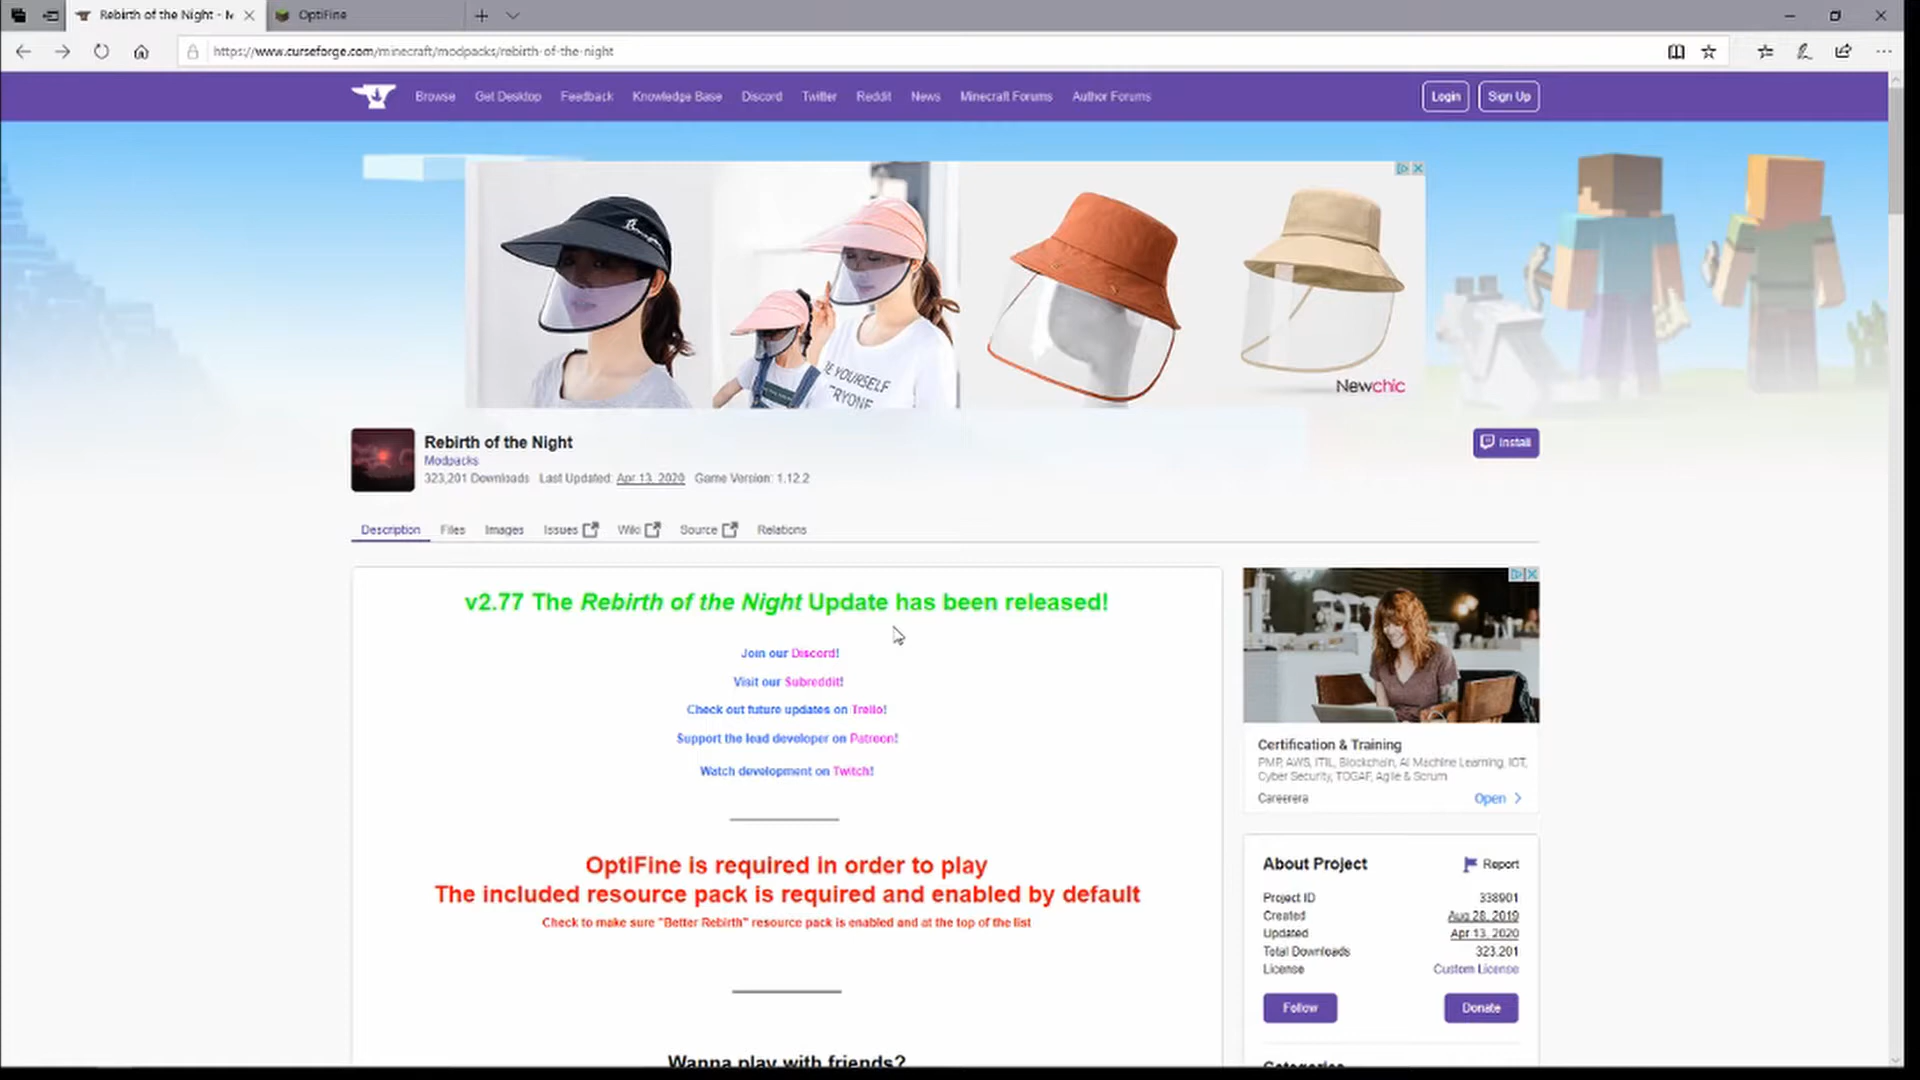 Rebirth of the Night - M
OptiFine
https://www.curseforge.com/minecraft/modpacks/rebirth-of-the-night
Browse Get Desktop Feedback Knowledge Base Discord Twitter Reddit News Minecraft Forums Author Forums Login Sign Up
E YOURSELF
ERYONE
Newchic
Rebirth of the Night
Modpacks
323,201 Downloads Last Updated: Apr 13, 2020 Game Version: 1.12.2
Install
Description Files Images Issues Wiki Source Relations
v2.77 The Rebirth of the Night Update has been released!
Join our Discord!
Visit our Subreddit!
Check out future updates on Trello!
Support the lead developer on Patreon!
Watch development on Twitch!
OptiFine is required in order to play
The included resource pack is required and enabled by default
Check to make sure "Better Rebirth" resource pack is enabled and at the top of the list
Wanna play with friends?
Certification & Training
PMP, AWS, ITIL, Blockchain, AI Machine Learning, IOT,
Cyber Security, TOGAF, Agile & Scrum
Careerera Open
About Project Report
Project ID 338901
Created Aug 28, 2019
Updated Apr 13, 2020
Total Downloads 323,201
License Custom License
Follow Donate
Categories